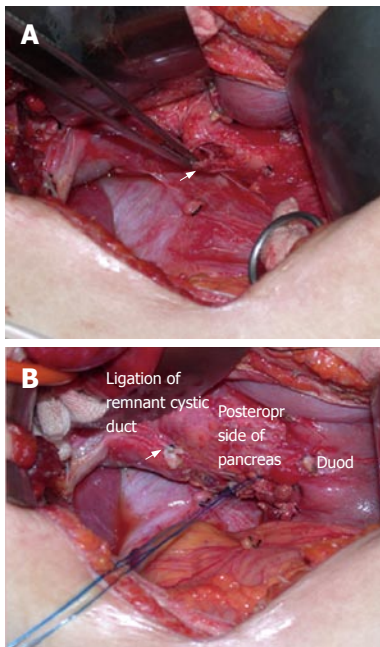 A
B
Ligation of
remnant cystic
duct
Posteropr
side of
pancreas
Duod